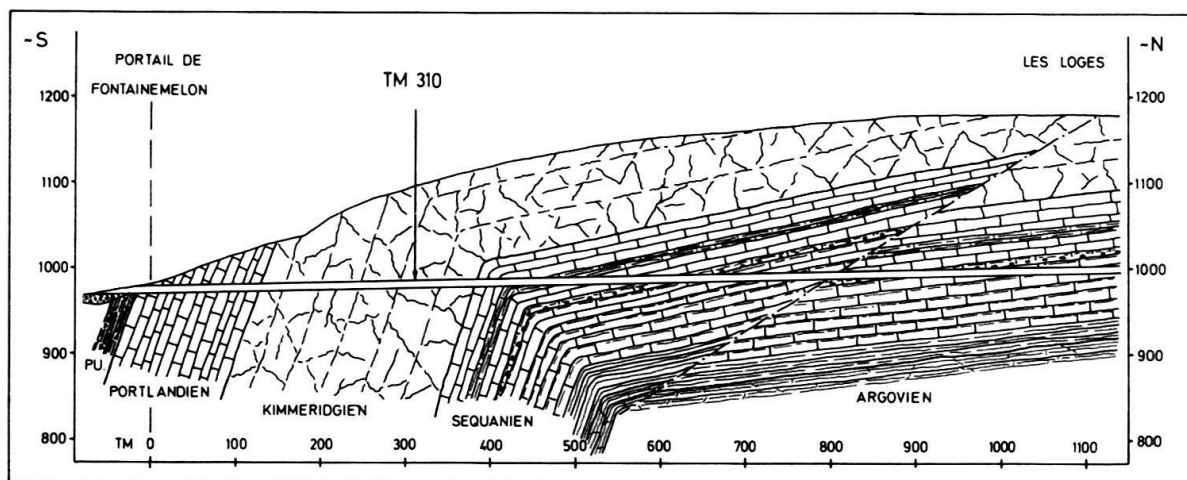 ~S
~N
PORTAIL DE
FONTAINEMELON
TM 310
LES LOGES
1200
1200
1100
1100
1000
1000
900
900
800
800
PU.
PORTLANDIEN
KIMMERIDGIEN
SEQUANIEN
ARGOVIEN
TM 0 100 200 300 400 500 600 700 800 900 1000 1100